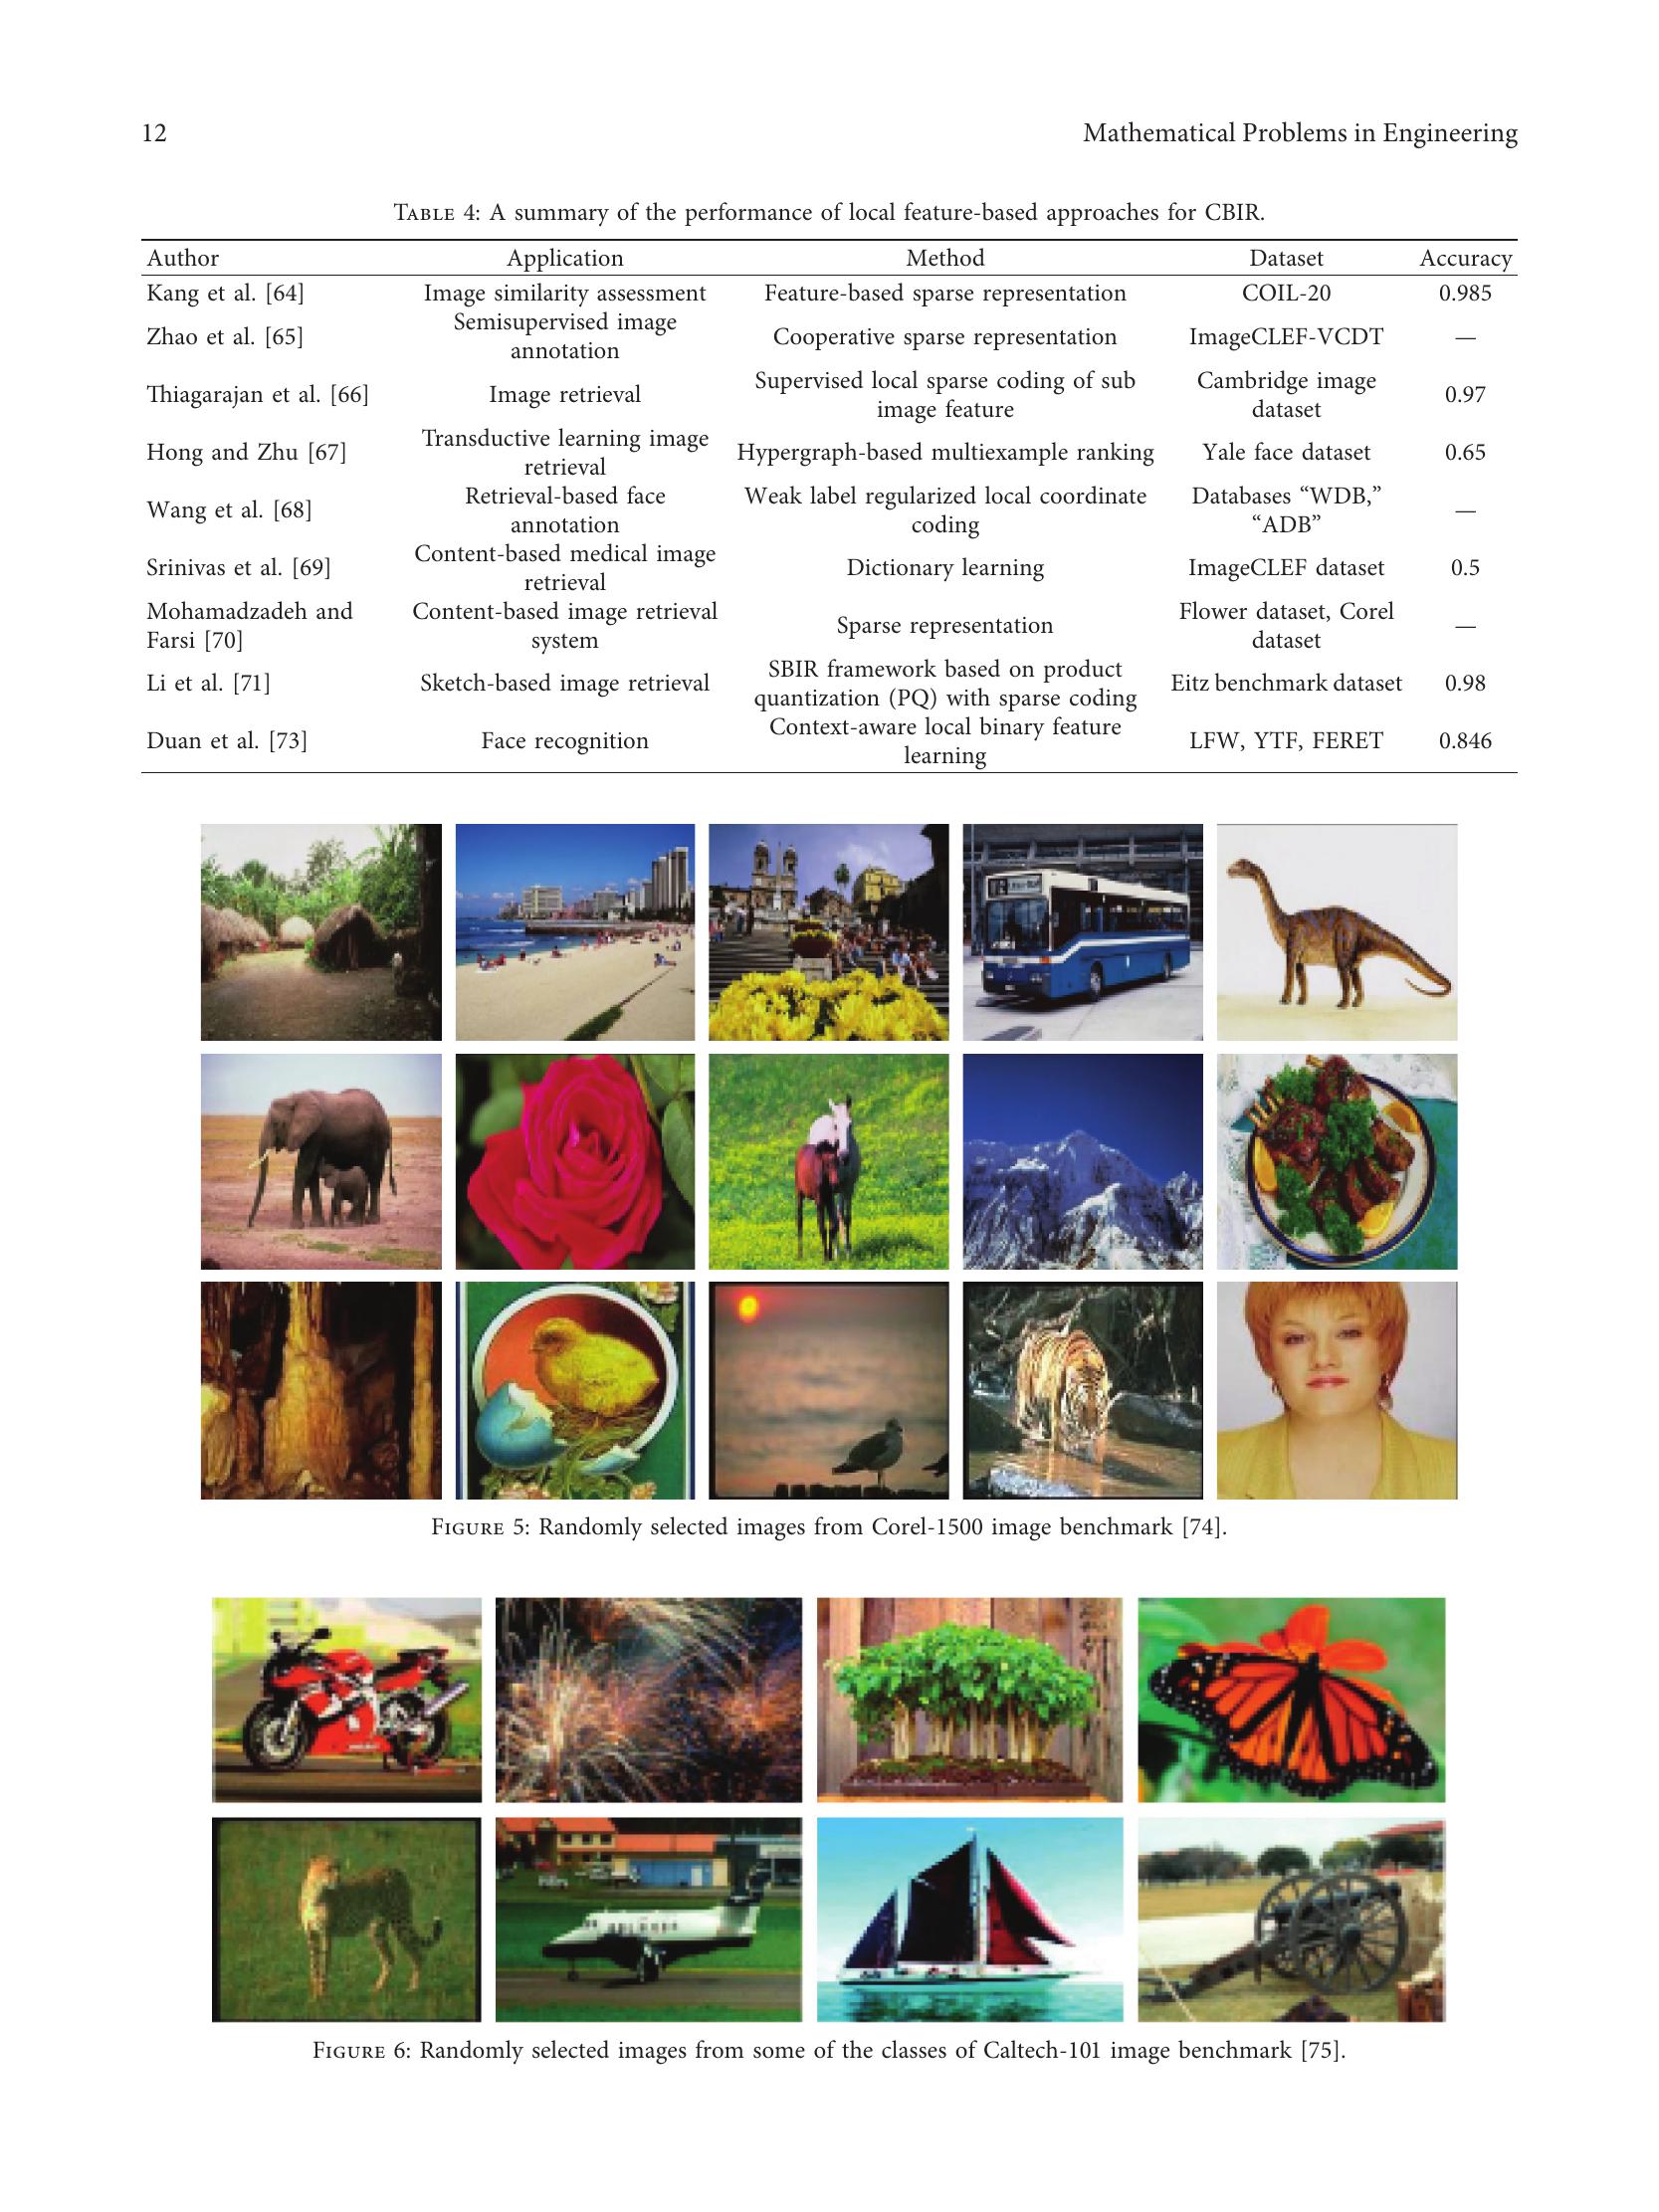 12
Mathematical Problems in Engineering
Table 4: A summary of the performance of local feature-based approaches for CBIR.
Author Application Method Dataset Accuracy
Kang et al. [64] Image similarity assessment Feature-based sparse representation COIL-20 0.985
Zhao et al. [65] Semisupervised image annotation Cooperative sparse representation ImageCLEF-VCDT —
Thiagarajan et al. [66] Image retrieval Supervised local sparse coding of sub image feature Cambridge image dataset 0.97
Hong and Zhu [67] Transductive learning image retrieval Hypergraph-based multiexample ranking Yale face dataset 0.65
Wang et al. [68] Retrieval-based face annotation Weak label regularized local coordinate coding Databases “WDB,” “ADB” —
Srinivas et al. [69] Content-based medical image retrieval Dictionary learning ImageCLEF dataset 0.5
Mohamadzadeh and Farsi [70] Content-based image retrieval system Sparse representation Flower dataset, Corel dataset —
Li et al. [71] Sketch-based image retrieval SBIR framework based on product quantization (PQ) with sparse coding Eitz benchmark dataset 0.98
Duan et al. [73] Face recognition Context-aware local binary feature learning LFW, YTF, FERET 0.846
Figure 5: Randomly selected images from Corel-1500 image benchmark [74].
Figure 6: Randomly selected images from some of the classes of Caltech-101 image benchmark [75].